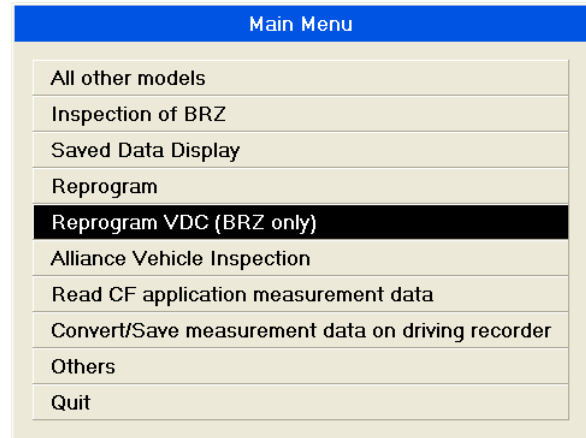 Main Menu
All other models
Inspection of BRZ
Saved Data Display
Reprogram
Reprogram VDC (BRZ only)
Alliance Vehicle Inspection
Read CF application measurement data
Convert/Save measurement data on driving recorder
Others
Quit